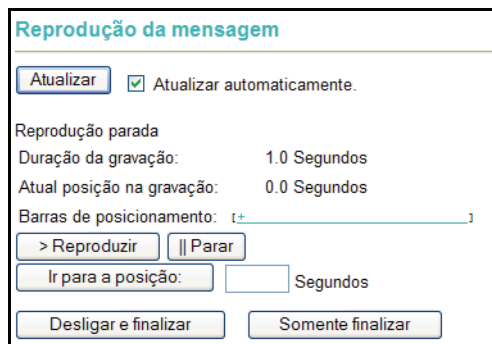 Reprodução da mensagem
Atualizar Atualizar automaticamente.
Reprodução parada
Duração da gravação: 1.0 Segundos
Atual posição na gravação: 0.0 Segundos
Barras de posicionamento: [+ ]
> Reproduzir || Parar
Ir para a posição: Segundos
Desligar e finalizar Somente finalizar